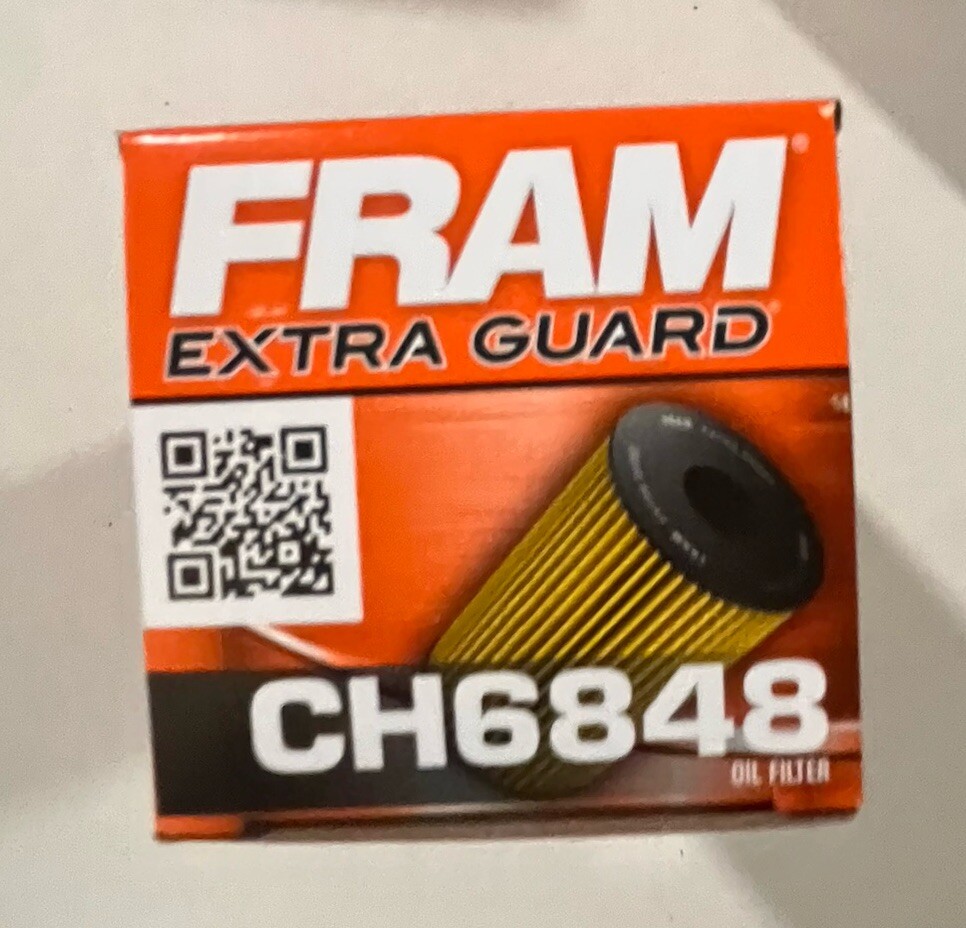 FRAM®
EXTRA GUARD
CH6848
OIL FILTER